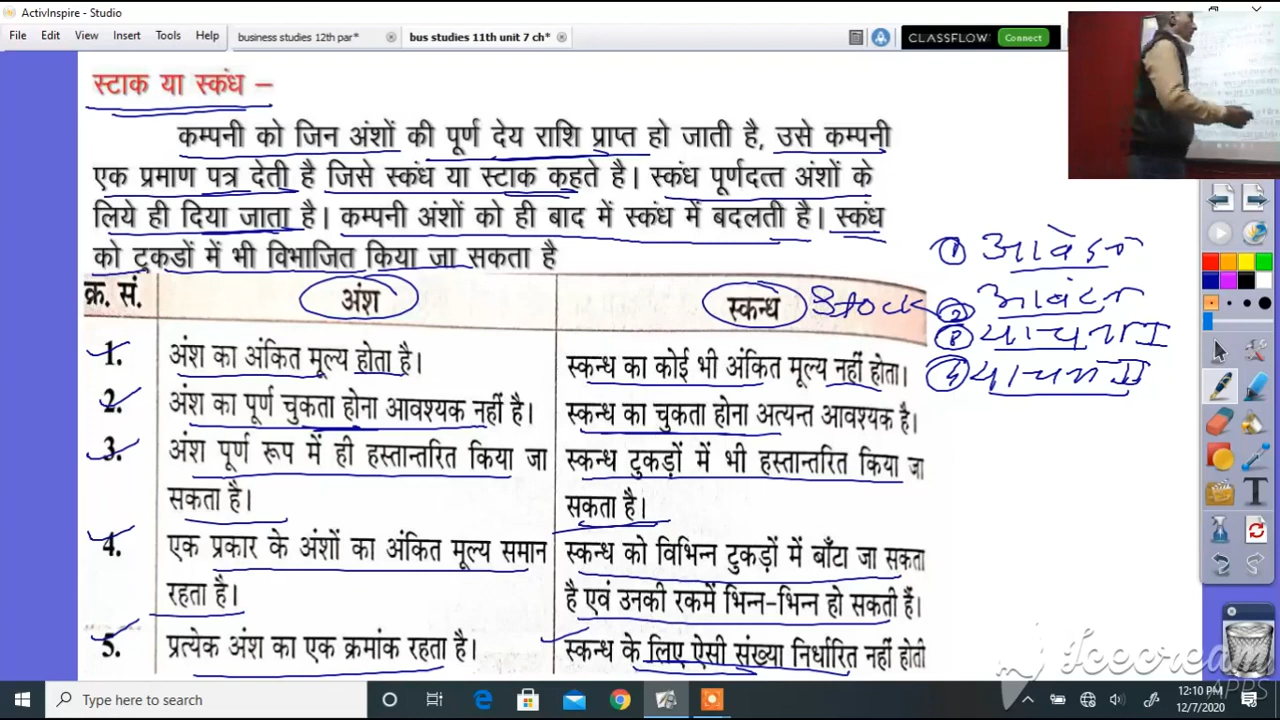 ActivInspire - Studio
File Edit View Insert Tools Help
business studies 12th par*
bus studies 11th unit 7 ch*
CLASSFLOW Connect
स्टाक या स्कंध –
कम्पनी को जिन अंशों की पूर्ण देय राशि प्राप्त हो जाती है, उसे कम्पनी
एक प्रमाण पत्र देती है जिसे स्कंध या स्टाक कहते है। स्कंध पूर्णदत्त अंशों के
लिये ही दिया जाता है। कम्पनी अंशों को ही बाद में स्कंध में बदलती है। स्कंध
को टुकडों में भी विभाजित किया जा सकता है
क्र. सं. अंश स्कन्ध Stock
1. अंश का अंकित मूल्य होता है। स्कन्ध का कोई भी अंकित मूल्य नहीं होता।
2. अंश का पूर्ण चुकता होना आवश्यक नहीं है। स्कन्ध का चुकता होना अत्यन्त आवश्यक है।
3. अंश पूर्ण रूप में ही हस्तान्तरित किया जा स्कन्ध टुकड़ों में भी हस्तान्तरित किया जा
सकता है। सकता है।
4. एक प्रकार के अंशों का अंकित मूल्य समान स्कन्ध को विभिन्न टुकड़ों में बाँटा जा सकता
रहता है। है एवं उनकी रकमें भिन्न-भिन्न हो सकती हैं।
5. प्रत्येक अंश का एक क्रमांक रहता है। स्कन्ध के लिए ऐसी संख्या निर्धारित नहीं होती
① आवेदन
② आवंटन
याचना I
याचना II
Icecream
APPS
Type here to search
12:10 PM
12/7/2020